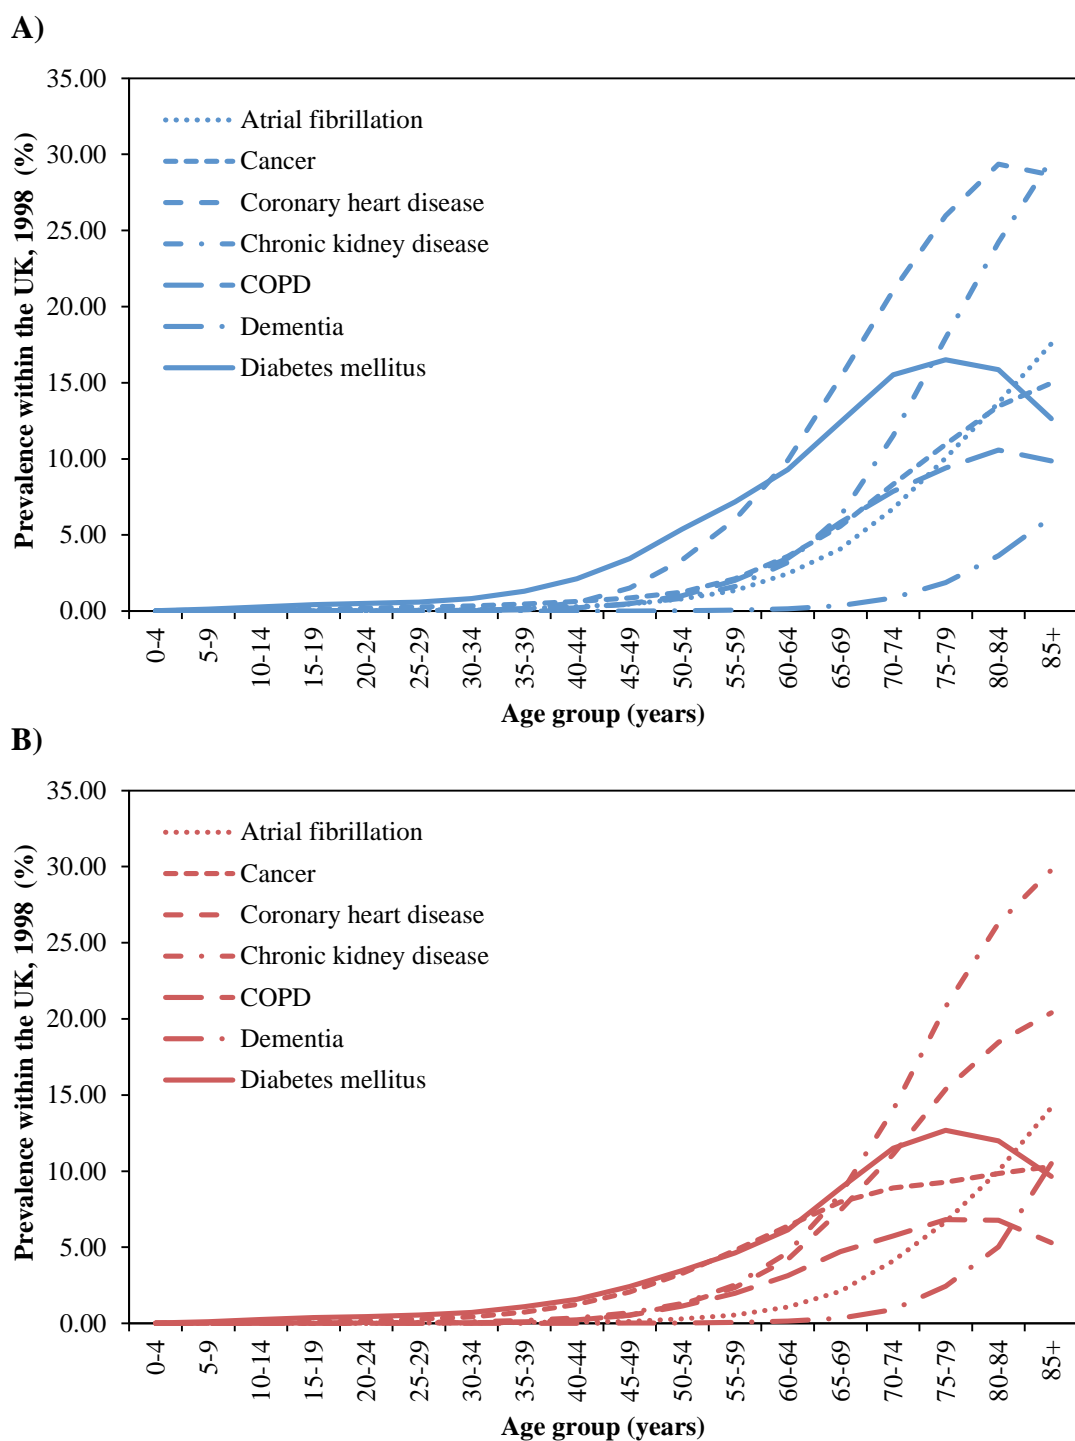 A)
Prevalence within the UK, 1998 (%)
35.00
30.00
25.00
20.00
15.00
10.00
5.00
0.00
Atrial fibrillation
Cancer
Coronary heart disease
Chronic kidney disease
COPD
Dementia
Diabetes mellitus
0-4
5-9
10-14
15-19
20-24
25-29
30-34
35-39
40-44
45-49
50-54
55-59
60-64
65-69
70-74
75-79
80-84
85+
Age group (years)
B)
Prevalence within the UK, 1998 (%)
35.00
30.00
25.00
20.00
15.00
10.00
5.00
0.00
Atrial fibrillation
Cancer
Coronary heart disease
Chronic kidney disease
COPD
Dementia
Diabetes mellitus
0-4
5-9
10-14
15-19
20-24
25-29
30-34
35-39
40-44
45-49
50-54
55-59
60-64
65-69
70-74
75-79
80-84
85+
Age group (years)